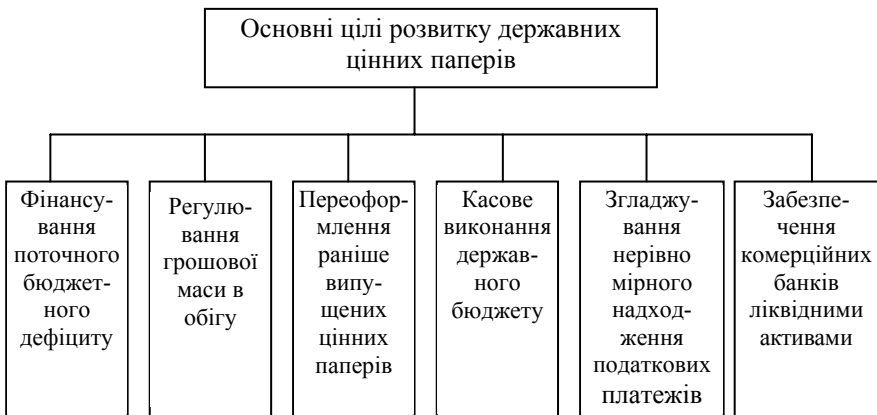 Основні цілі розвитку державних
цінних паперів
Фінансу-
вання
поточного
бюджет-
ного
дефіциту
Регулю-
вання
грошової
маси в
обігу
Переофор-
млення
раніше
випу-
щених
цінних
паперів
Касове
виконання
держав-
ного
бюджету
Згладжу-
вання
нерівно
мірного
надход-
ження
податкових
платежів
Забезпе-
чення
комерційних
банків
ліквідними
активами